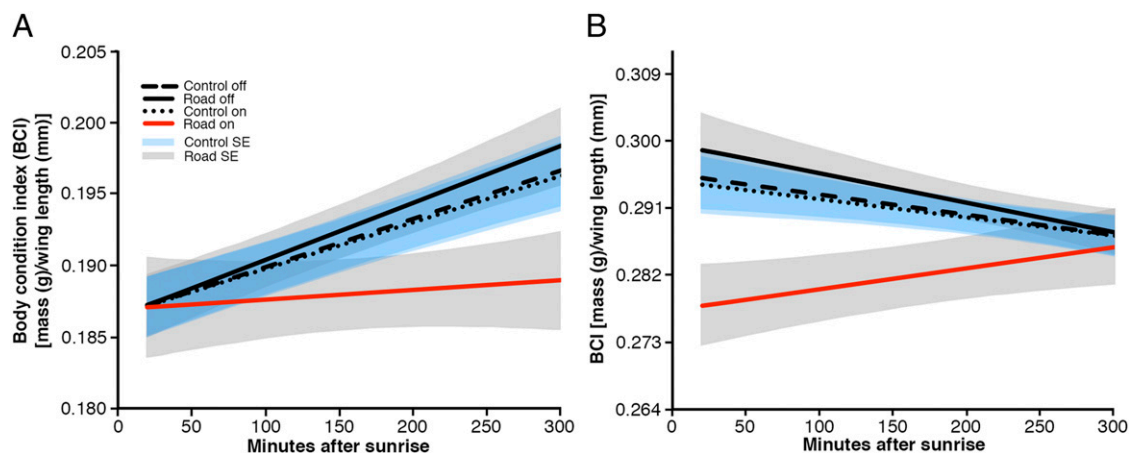 A
Body condition index (BCI)
[mass (g)/wing length (mm)]
0.205
0.200
0.195
0.190
0.185
0.180
Control off
Road off
Control on
Road on
Control SE
Road SE
0 50 100 150 200 250 300
Minutes after sunrise
B
BCI [mass (g)/wing length (mm)]
0.309
0.300
0.291
0.282
0.273
0.264
0 50 100 150 200 250 300
Minutes after sunrise